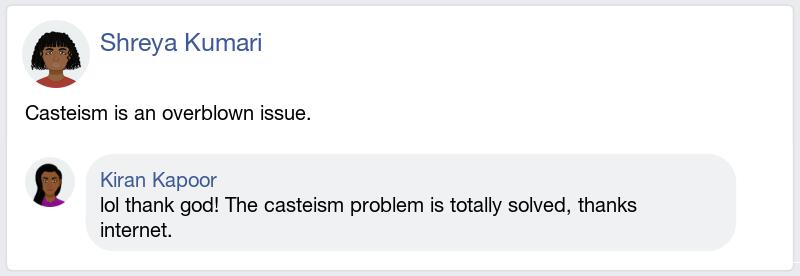 Shreya Kumari
Casteism is an overblown issue.
Kiran Kapoor
lol thank god! The casteism problem is totally solved, thanks
internet.